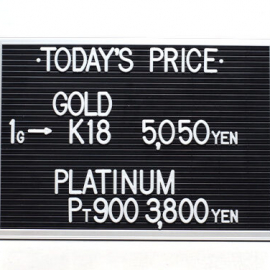 ·TODAY'S PRICE·
GOLD
1G→ K18 5,050YEN
PLATINUM
PT900 3,800YEN